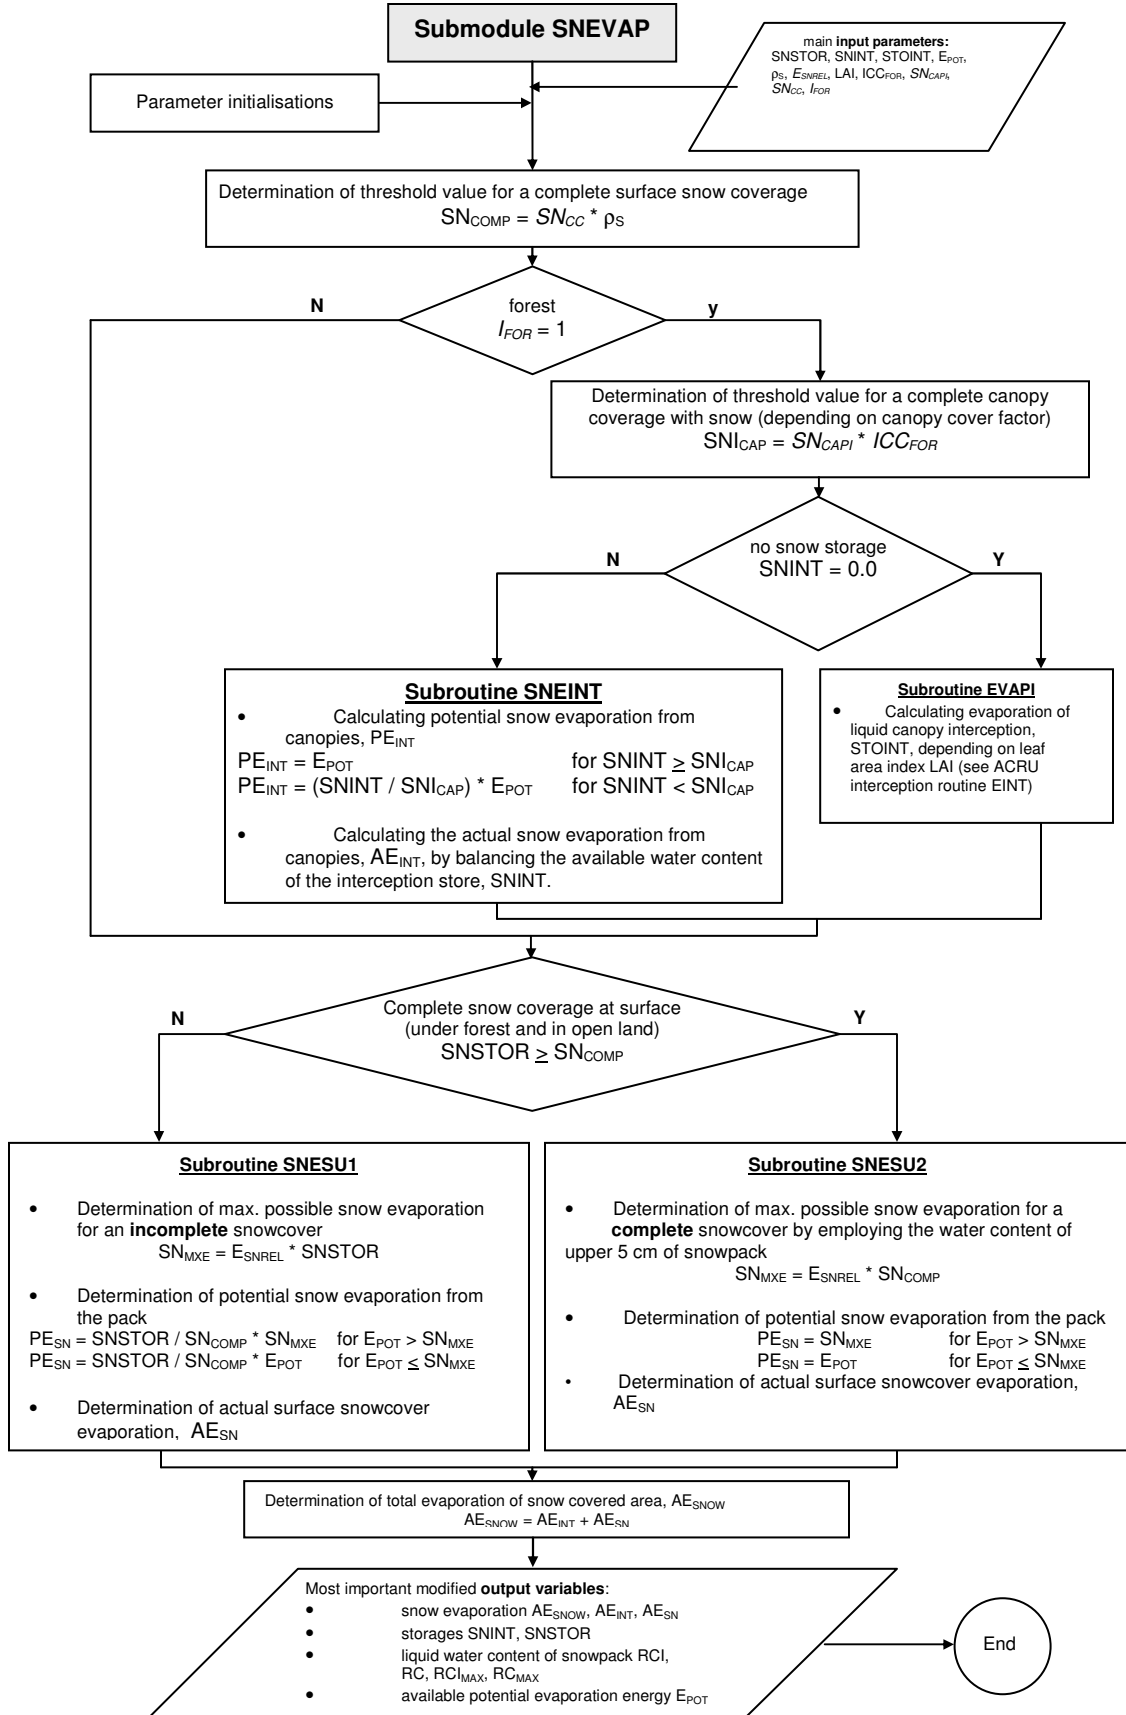 Submodule SNEVAP
main input parameters:
SNSTOR, SNINT, STOINT, EPOT,
ρS, ESNREL, LAI, ICCFOR, SNCAPI,
SNCC, IFOR
Parameter initialisations
Determination of threshold value for a complete surface snow coverage
SNCOMP = SNCC * ρS
N
forest
IFOR = 1
y
Determination of threshold value for a complete canopy
coverage with snow (depending on canopy cover factor)
SNICAP = SNCAPI * ICCFOR
N
no snow storage
SNINT = 0.0
Y
Subroutine SNEINT
• Calculating potential snow evaporation from
canopies, PEINT
PEINT = EPOT for SNINT ≥ SNICAP
PEINT = (SNINT / SNICAP) * EPOT for SNINT < SNICAP
• Calculating the actual snow evaporation from
canopies, AEINT, by balancing the available water content
of the interception store, SNINT.
Subroutine EVAPI
• Calculating evaporation of
liquid canopy interception,
STOINT, depending on leaf
area index LAI (see ACRU
interception routine EINT)
N
Complete snow coverage at surface
(under forest and in open land)
SNSTOR ≥ SNCOMP
Y
Subroutine SNESU1
• Determination of max. possible snow evaporation
for an incomplete snowcover
SNMXE = ESNREL * SNSTOR
• Determination of potential snow evaporation from
the pack
PESN = SNSTOR / SNCOMP * SNMXE for EPOT > SNMXE
PESN = SNSTOR / SNCOMP * EPOT for EPOT ≤ SNMXE
• Determination of actual surface snowcover
evaporation, AESN
Subroutine SNESU2
• Determination of max. possible snow evaporation for a
complete snowcover by employing the water content of
upper 5 cm of snowpack
SNMXE = ESNREL * SNCOMP
• Determination of potential snow evaporation from the pack
PESN = SNMXE for EPOT > SNMXE
PESN = EPOT for EPOT ≤ SNMXE
• Determination of actual surface snowcover evaporation,
AESN
Determination of total evaporation of snow covered area, AESNOW
AESNOW = AEINT + AESN
Most important modified output variables:
• snow evaporation AESNOW, AEINT, AESN
• storages SNINT, SNSTOR
• liquid water content of snowpack RCI,
RC, RCIMAX, RCMAX
• available potential evaporation energy EPOT
End